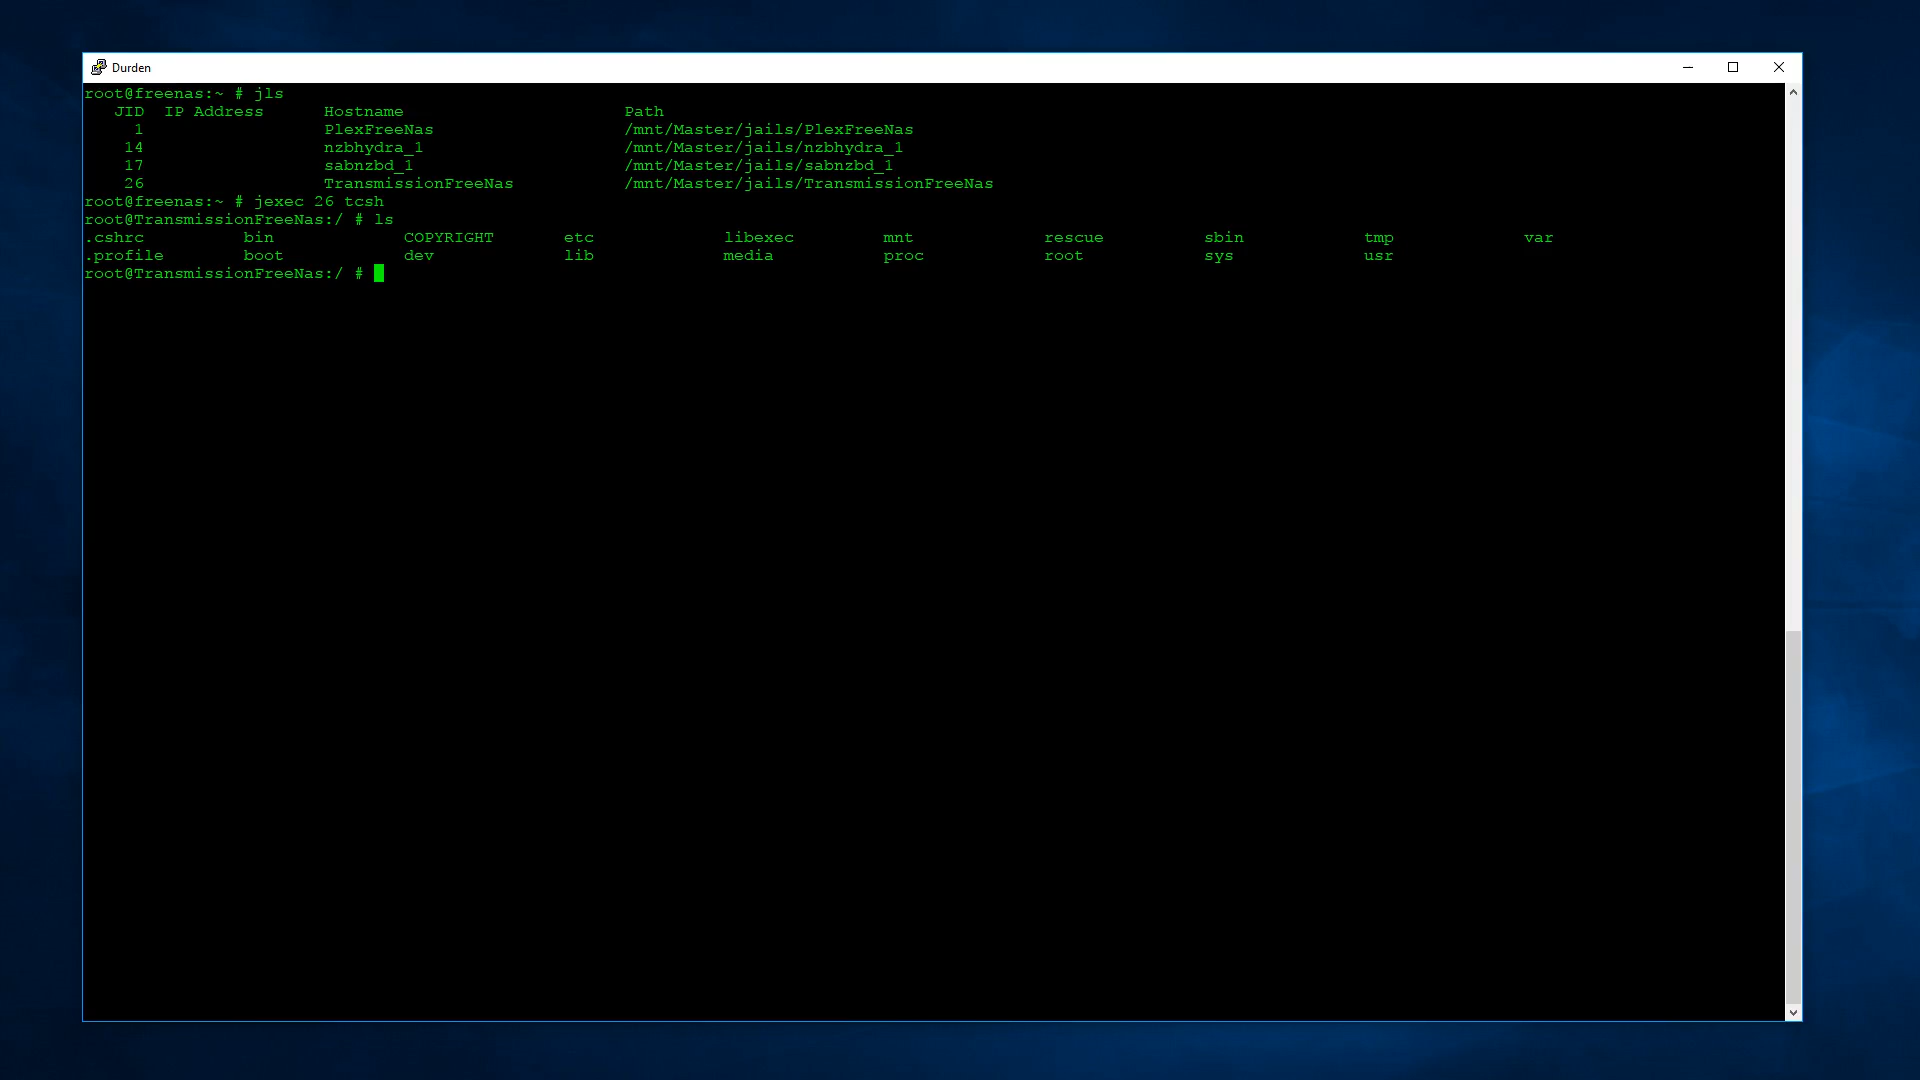 Durden
root@freenas:~ # jls
JID IP Address Hostname Path
1 PlexFreeNas /mnt/Master/jails/PlexFreeNas
14 nzbhydra_1 /mnt/Master/jails/nzbhydra_1
17 sabnzbd_1 /mnt/Master/jails/sabnzbd_1
26 TransmissionFreeNas /mnt/Master/jails/TransmissionFreeNas
root@freenas:~ # jexec 26 tcsh
root@TransmissionFreeNas:/ # ls
.cshrc bin COPYRIGHT etc libexec mnt rescue sbin tmp var
.profile boot dev lib media proc root sys usr
root@TransmissionFreeNas:/ #